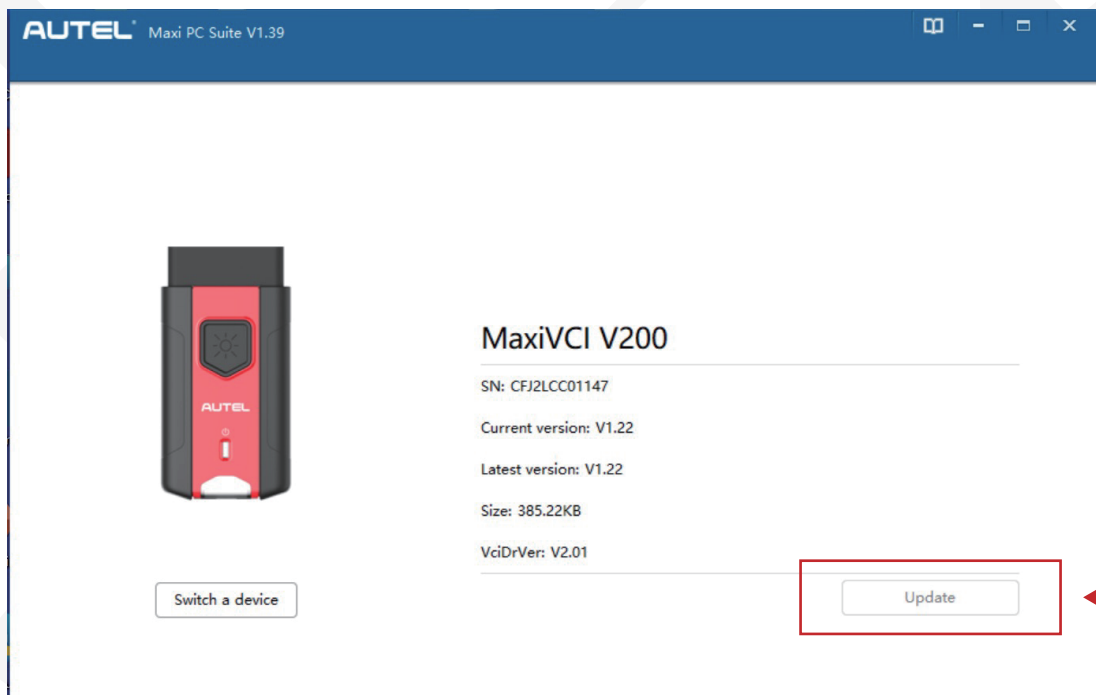 AUTEL Maxi PC Suite V1.39
AUTEL
MaxiVCI V200
SN: CFJ2LCC01147
Current version: V1.22
Latest version: V1.22
Size: 385.22KB
VciDrVer: V2.01
Switch a device
Update